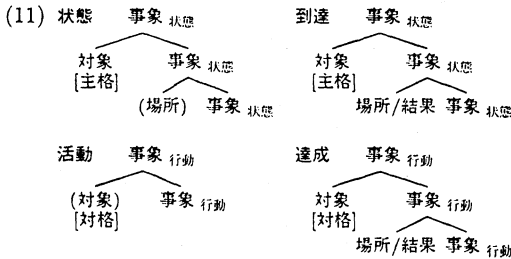 (11) 状態 事象 状態 到達 事象 状態
対象 事象 状態 対象 事象 状態
[主格] [主格]
(場所) 事象 状態 場所/結果 事象 状態
活動 事象 行動 達成 事象 行動
(対象) 事象 行動 対象 事象 行動
[対格] [対格]
場所/結果 事象 行動